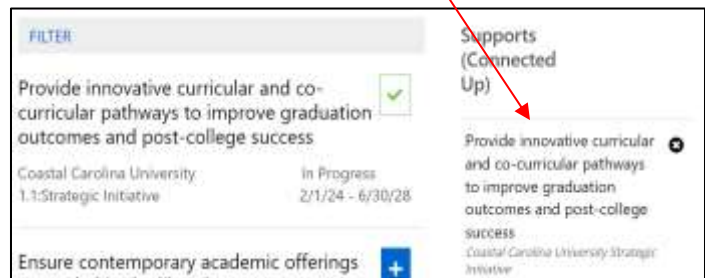 FILTER
Provide innovative curricular and co-
curricular pathways to improve graduation
outcomes and post-college success
Coastal Carolina University
In Progress
1.1:Strategic Initiative
2/1/24 - 6/30/28
Ensure contemporary academic offerings
Supports
(Connected
Up)
Provide innovative curricular
and co-curricular pathways
to improve graduation
outcomes and post-college
success
Coastal Carolina University Strategic
Initiative